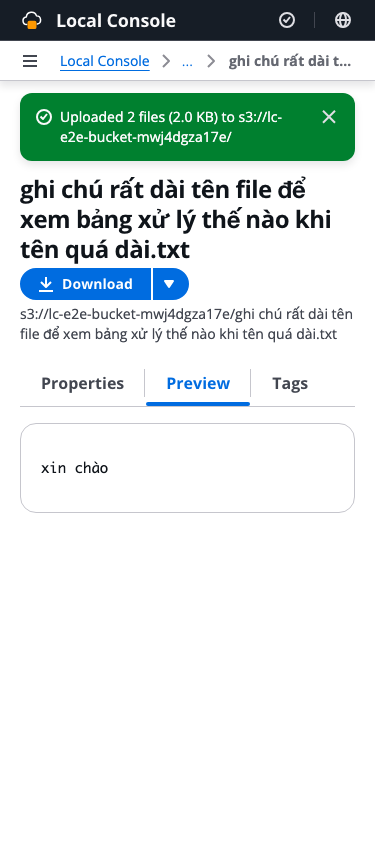 Local Console
Local Console
...
ghi chú rất dài t...
Uploaded 2 files (2.0 KB) to s3://lc-
e2e-bucket-mwj4dgza17e/
ghi chú rất dài tên file để
xem bảng xử lý thế nào khi
tên quá dài.txt
Download
s3://lc-e2e-bucket-mwj4dgza17e/ghi chú rất dài tên
file để xem bảng xử lý thế nào khi tên quá dài.txt
Properties
Preview
Tags
xin chào